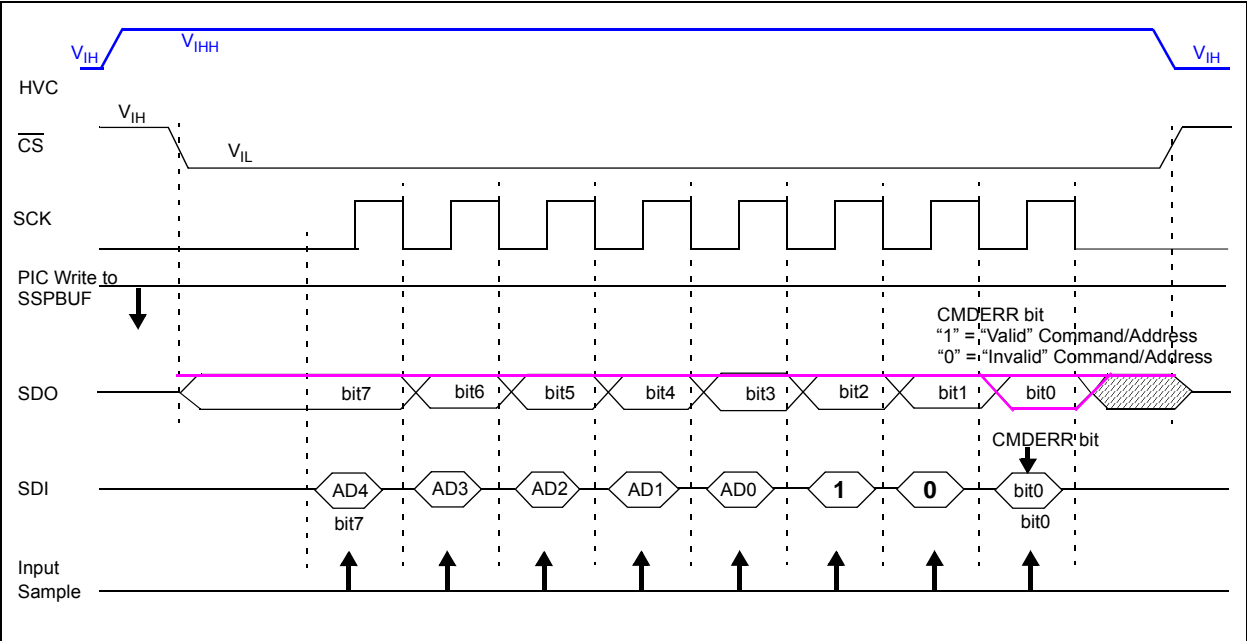 VIH
VIHH
VIH
HVC
VIH
CS
VIL
SCK
PIC Write to
SSPBUF
CMDERR bit
“1” = “Valid” Command/Address
“0” = “Invalid” Command/Address
SDO
bit7 bit6 bit5 bit4 bit3 bit2 bit1 bit0
CMDERR bit
SDI
AD4 AD3 AD2 AD1 AD0 1 0 bit0
bit7 bit0
Input
Sample